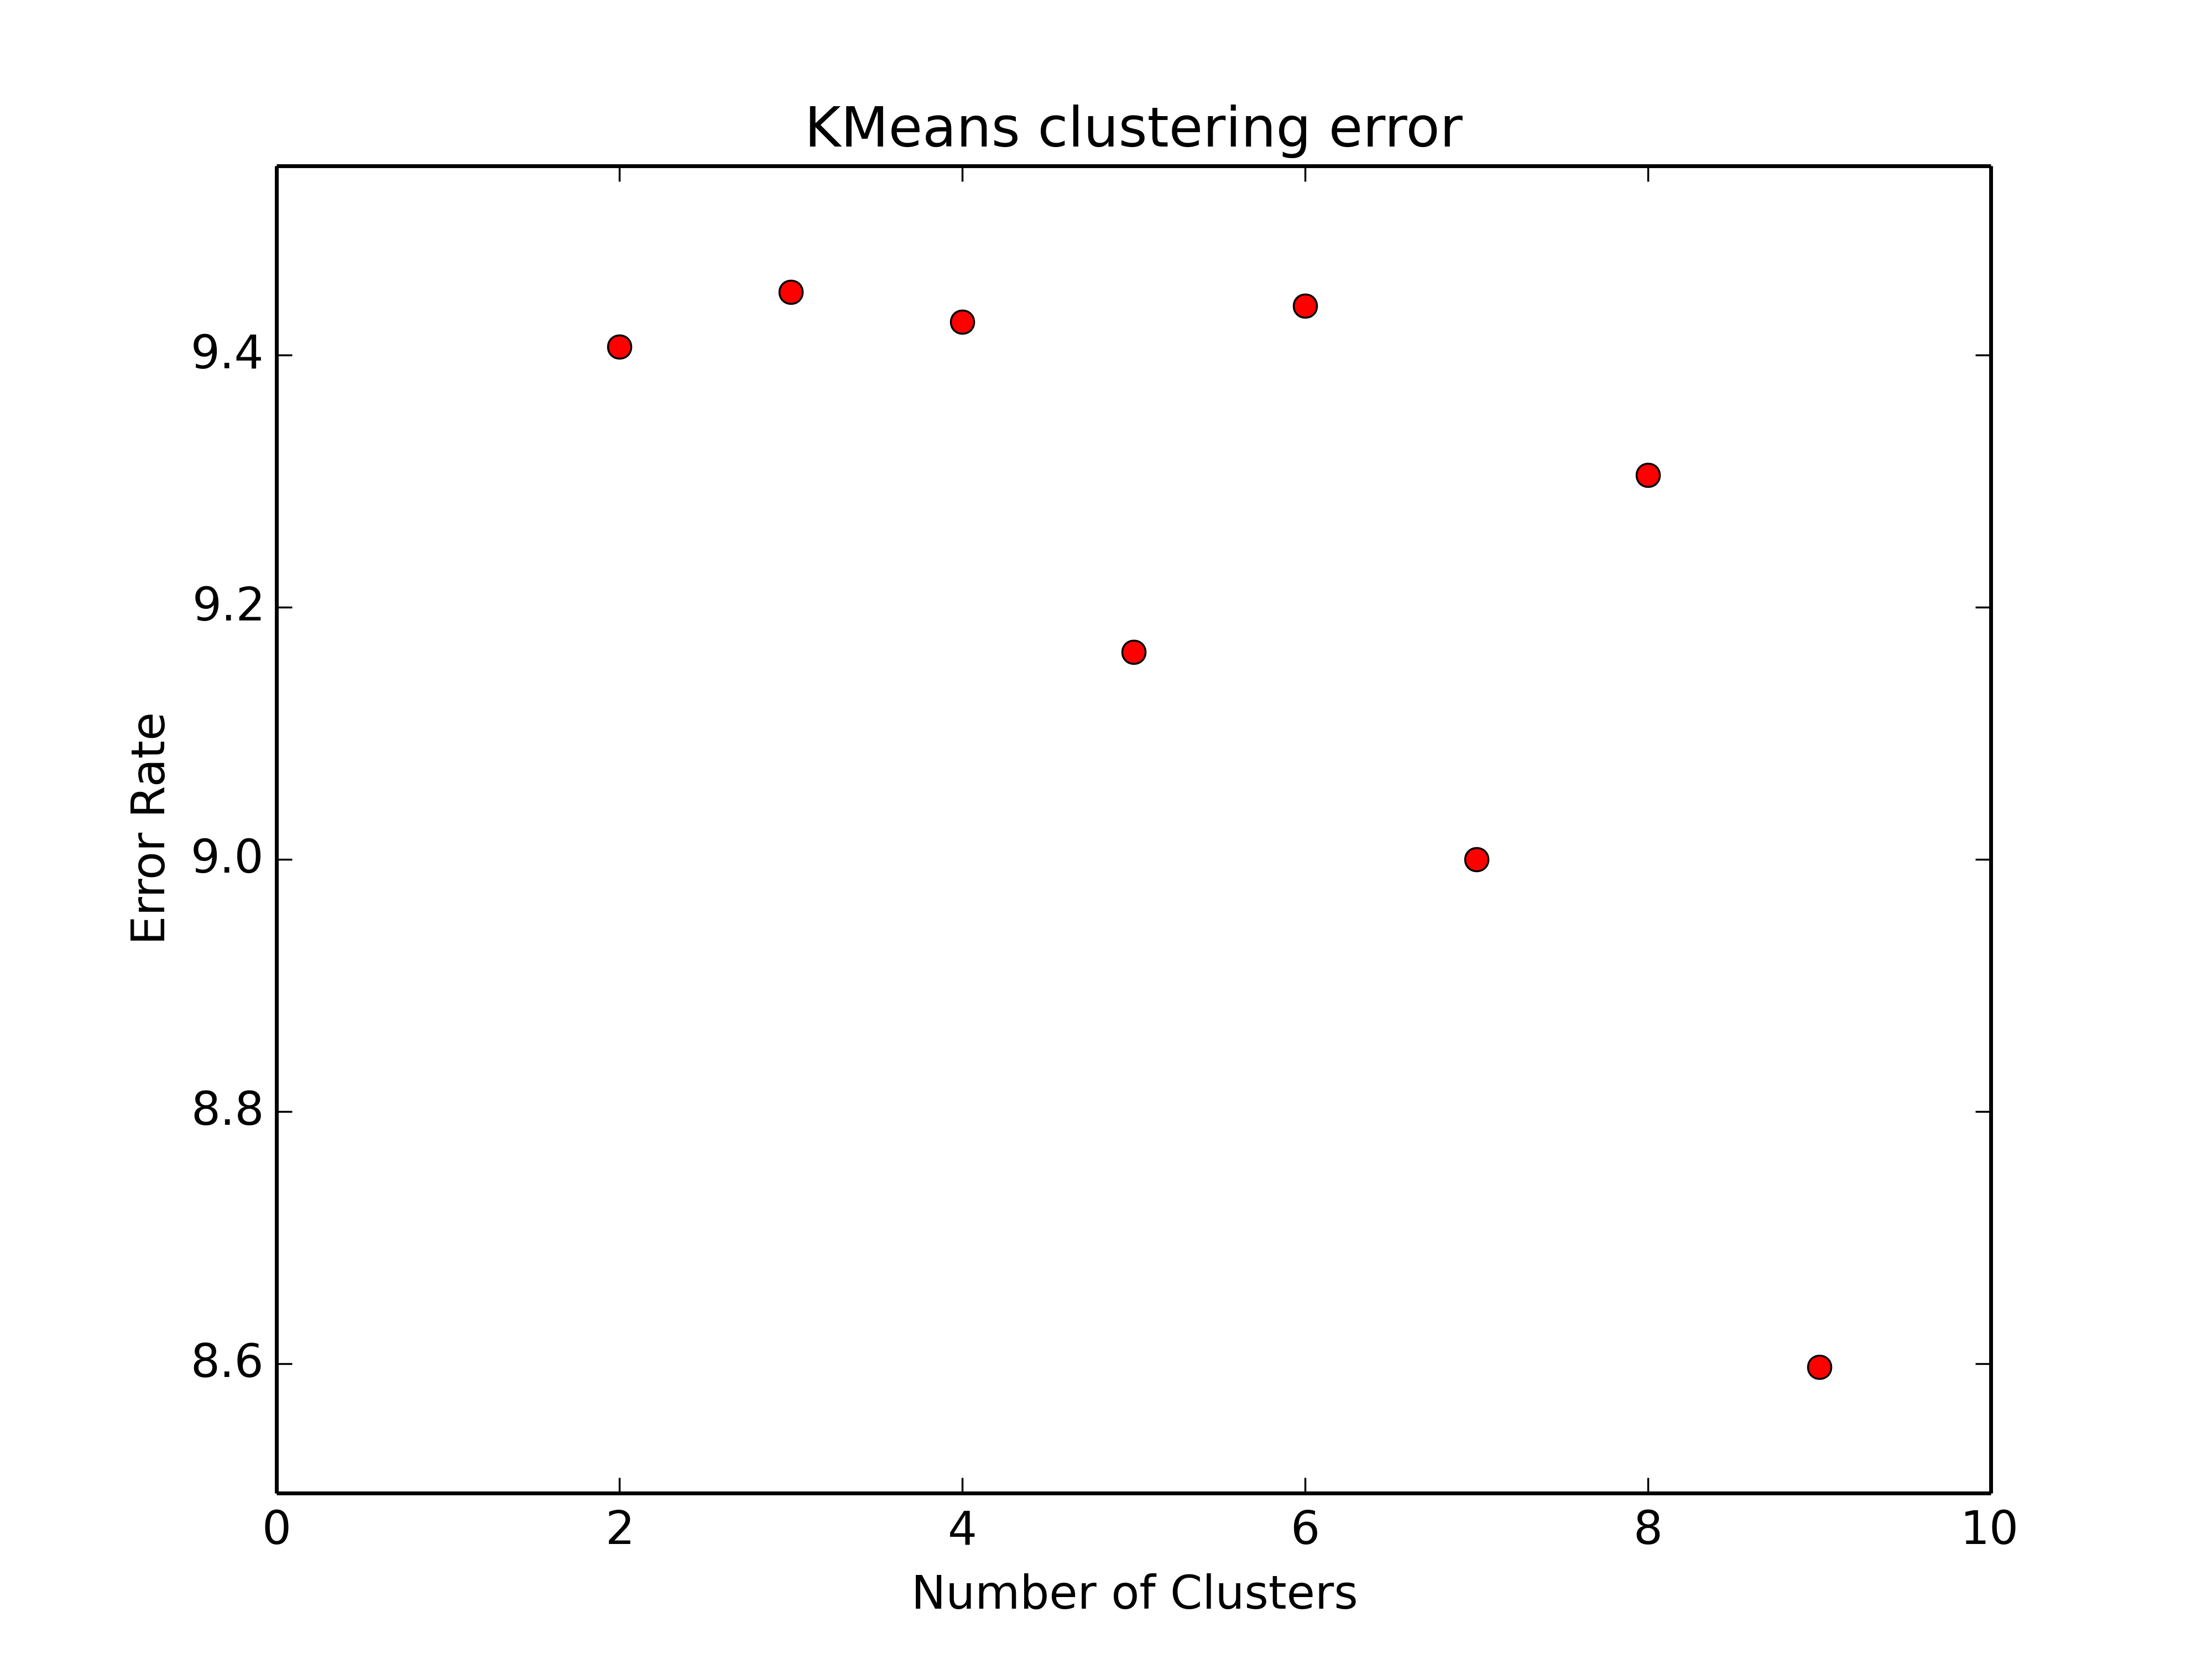 KMeans clustering error
9.4
9.2
9.0
8.8
8.6
Error Rate
0 2 4 6 8 10
Number of Clusters